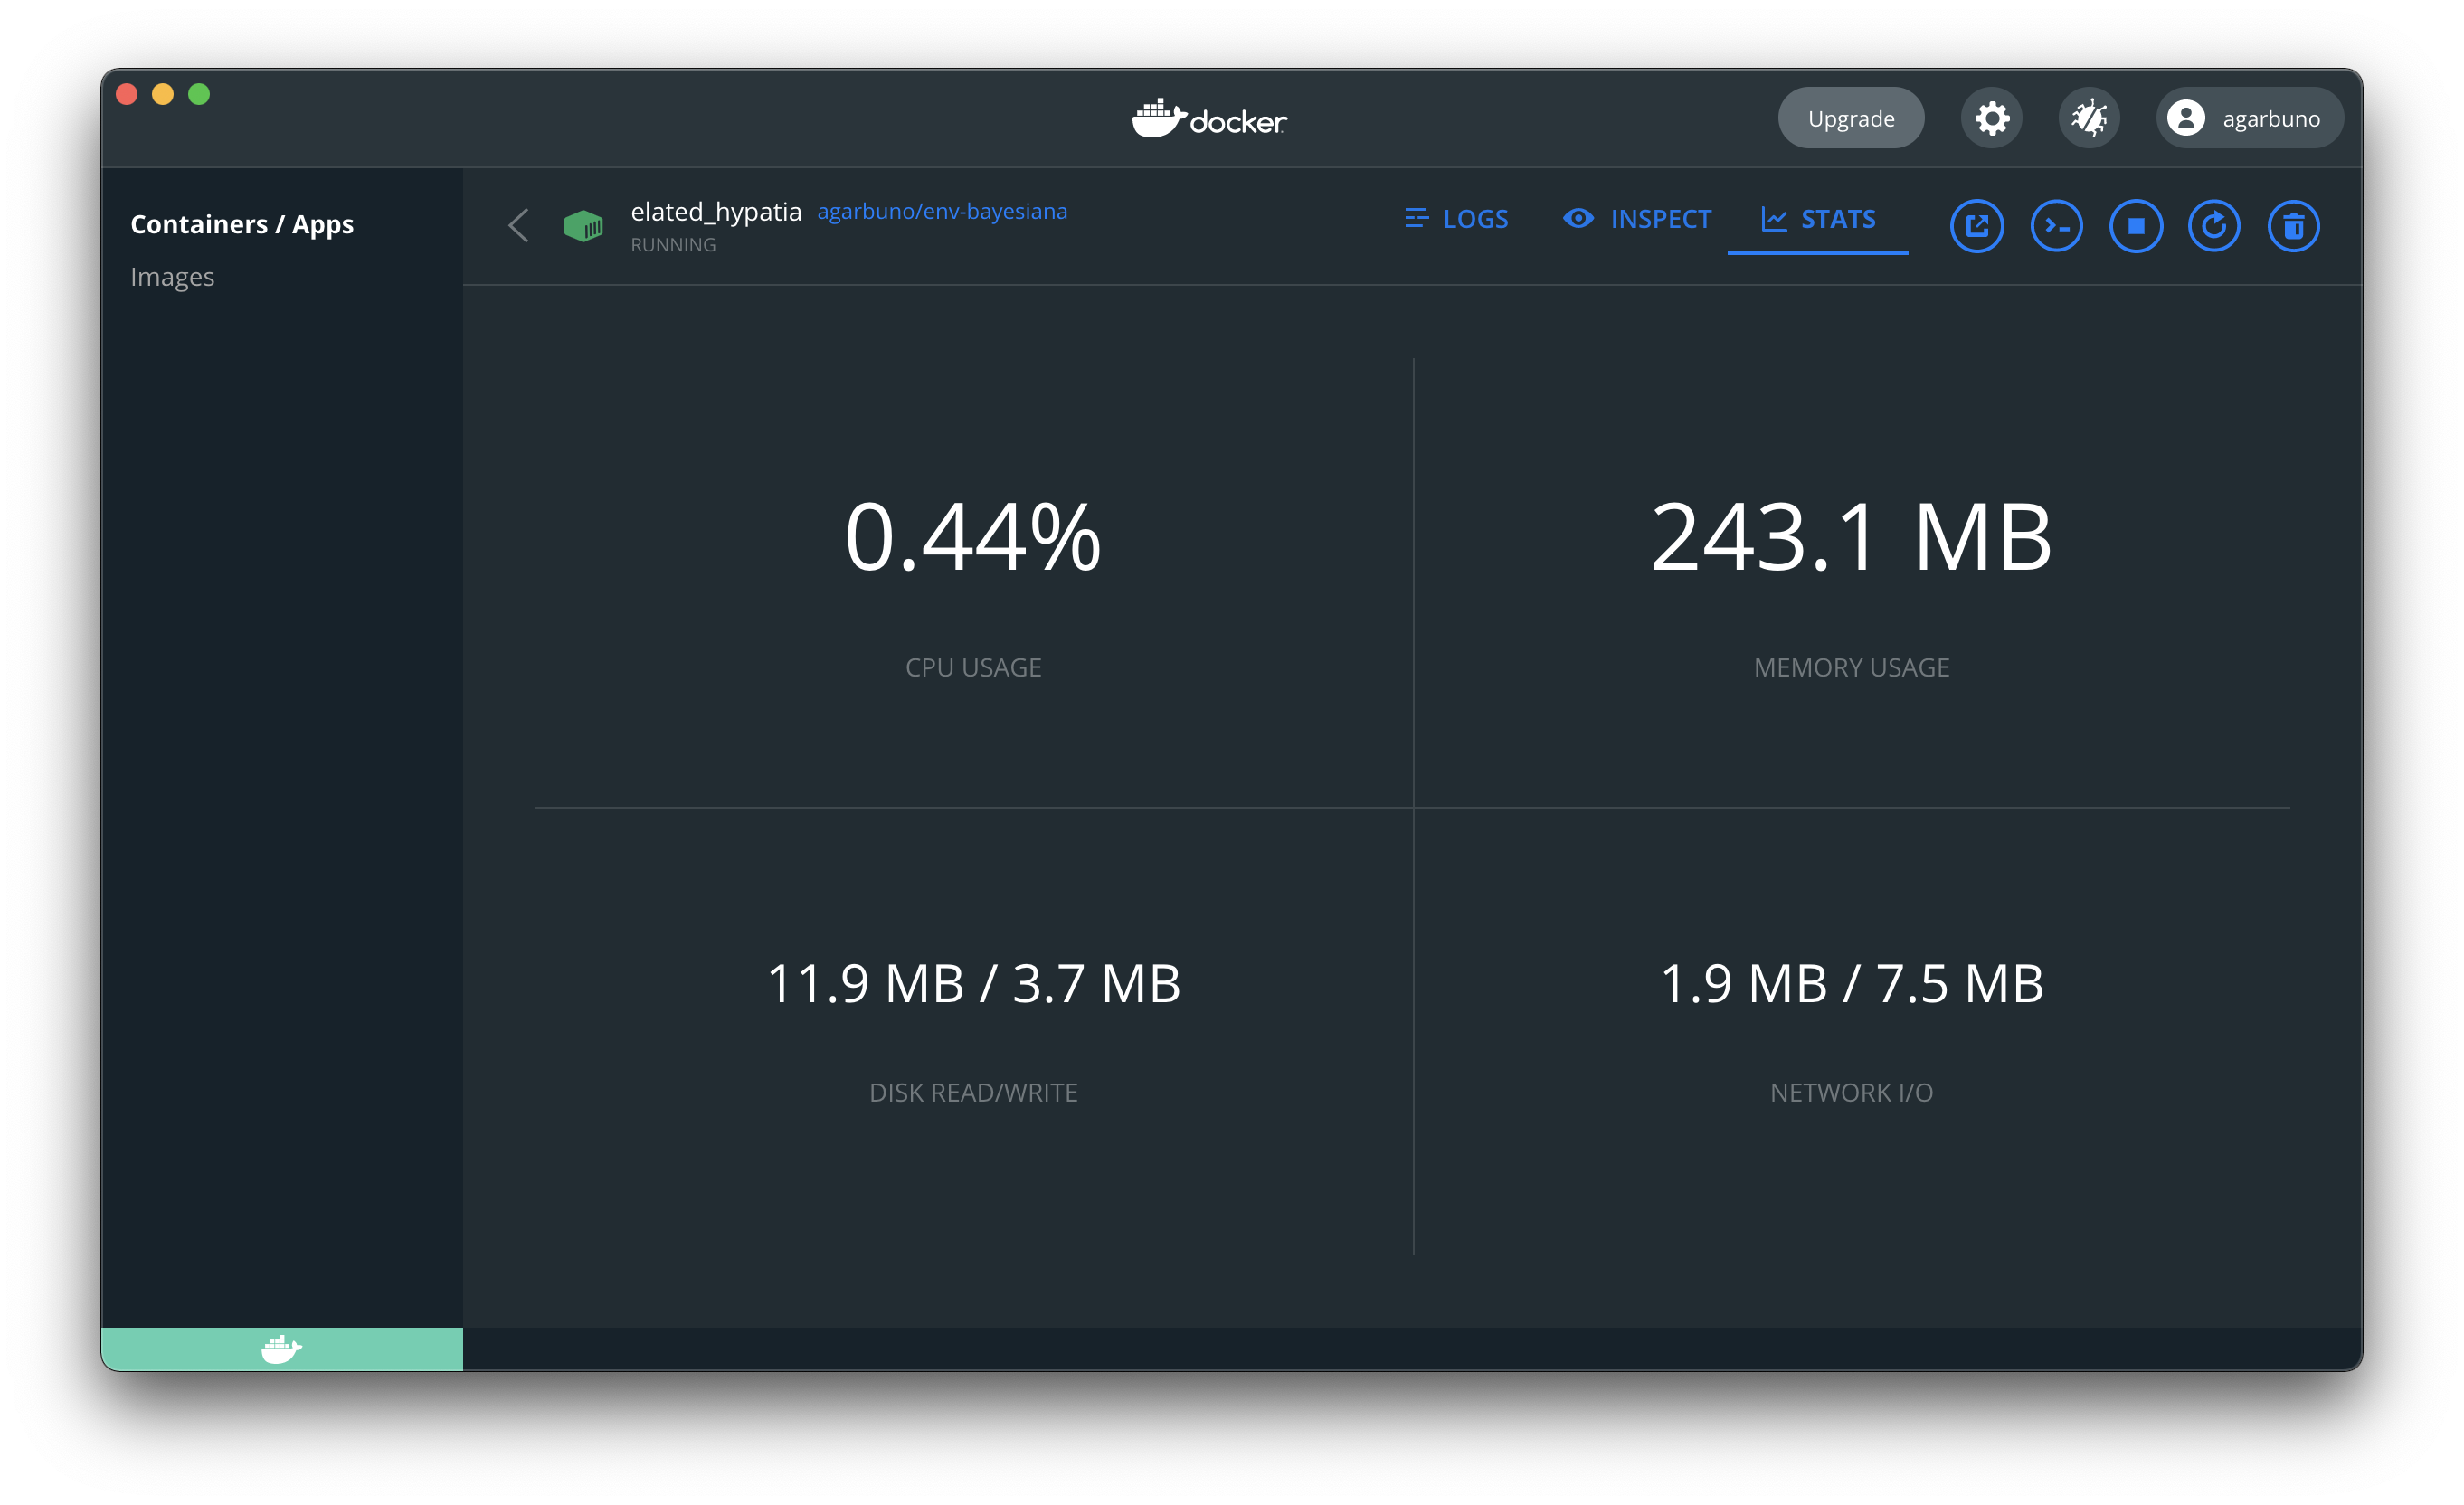 docker
Upgrade
agarbuno
Containers / Apps
Images
elated_hypatia agarbuno/env-bayesiana
RUNNING
LOGS
INSPECT
STATS
0.44%
CPU USAGE
243.1 MB
MEMORY USAGE
11.9 MB / 3.7 MB
DISK READ/WRITE
1.9 MB / 7.5 MB
NETWORK I/O